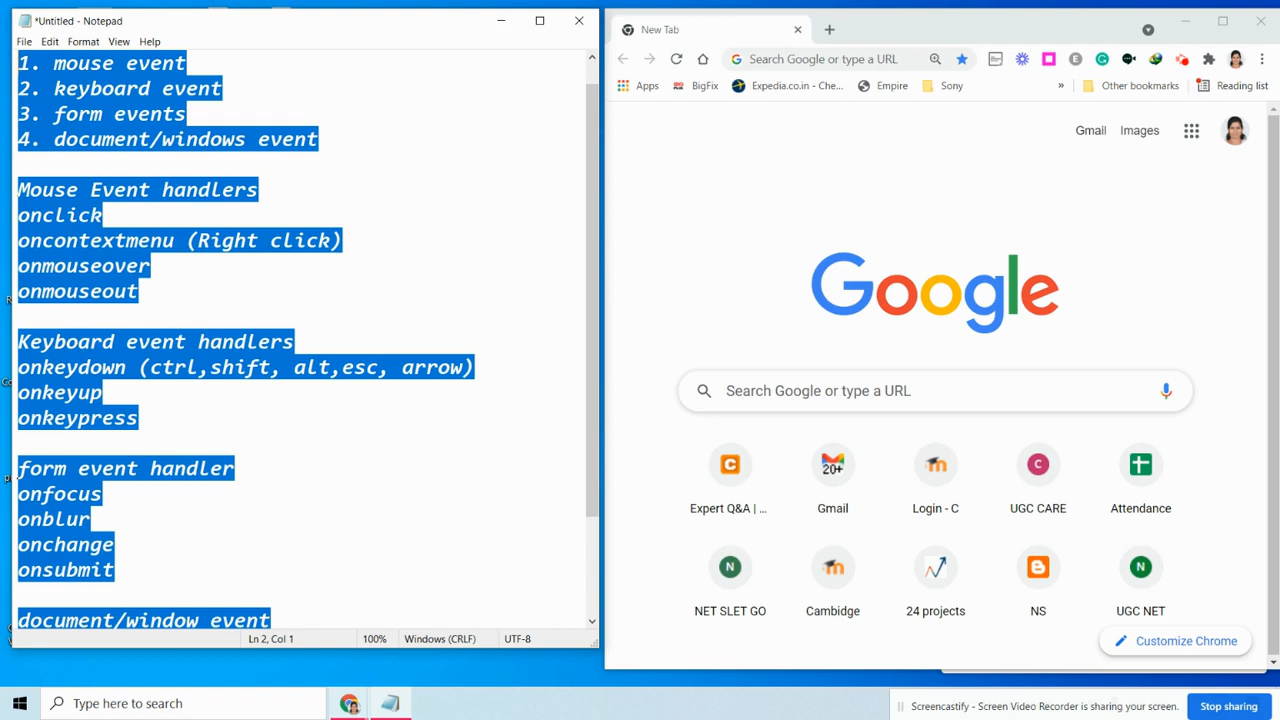 *Untitled - Notepad
File Edit Format View Help
1. mouse event
2. keyboard event
3. form events
4. document/windows event
Mouse Event handlers
onclick
oncontextmenu (Right click)
onmouseover
onmouseout
Keyboard event handlers
onkeydown (ctrl,shift, alt,esc, arrow)
onkeyup
onkeypress
form event handler
onfocus
onblur
onchange
onsubmit
document/window event
Ln 2, Col 1 100% Windows (CRLF) UTF-8
New Tab
Search Google or type a URL
Apps BigFix Expedia.co.in - Che... Empire Sony » Other bookmarks Reading list
Gmail Images
Google
Search Google or type a URL
Expert Q&A | ... Gmail Login - C UGC CARE Attendance
NET SLET GO Cambidge 24 projects NS UGC NET
Customize Chrome
Type here to search
Screencastify - Screen Video Recorder is sharing your screen. Stop sharing